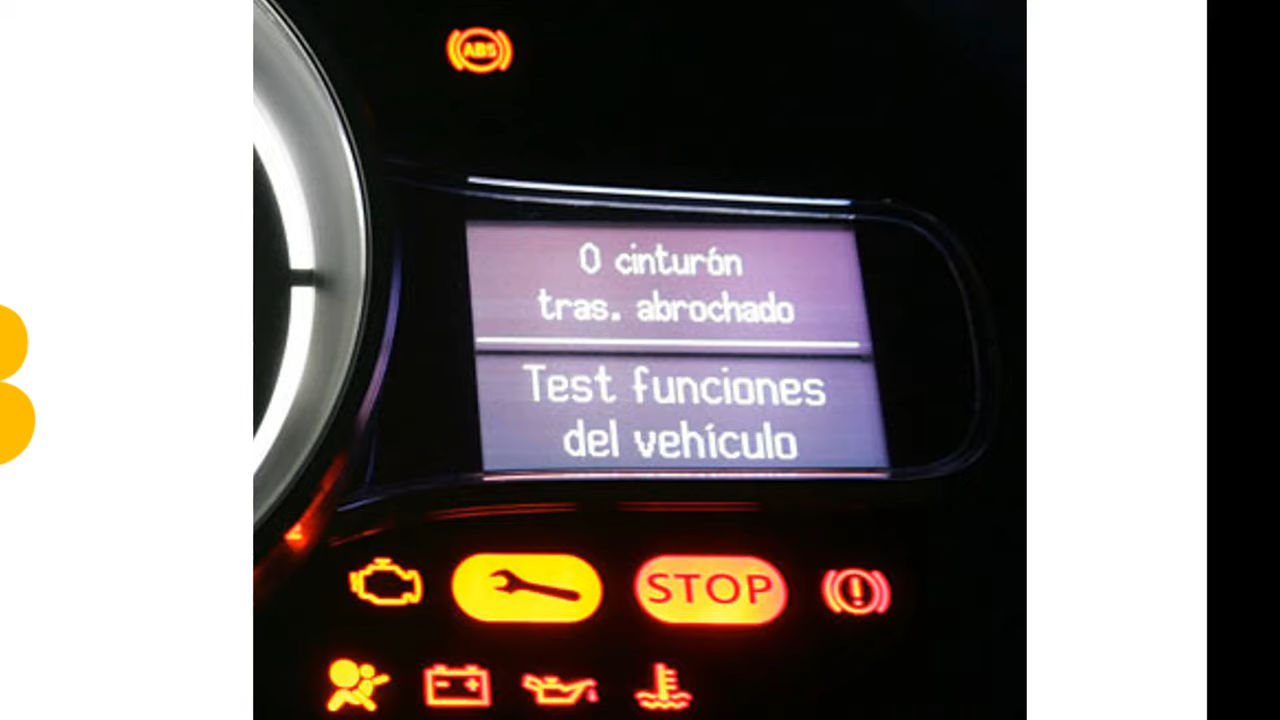 ABS
0 cinturón
tras. abrochado
Test funciones
del vehículo
STOP